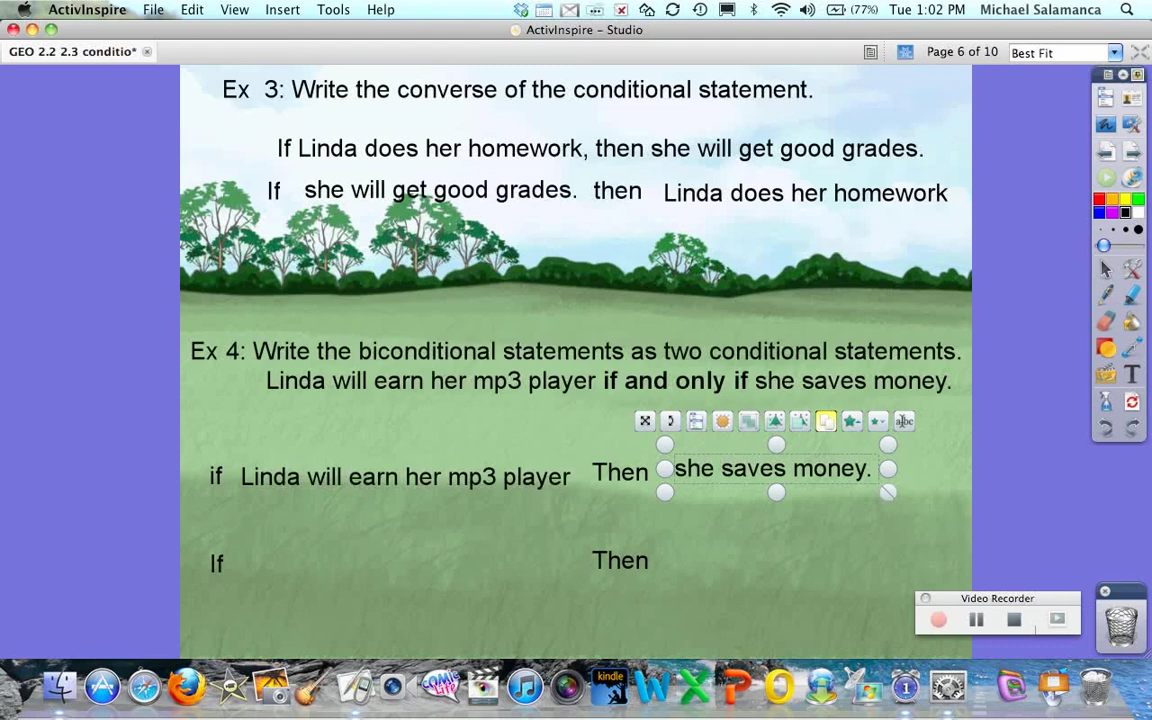 ActivInspire File Edit View Insert Tools Help (77%) Tue 1:02 PM Michael Salamanca
ActivInspire – Studio
GEO 2.2 2.3 conditio* Page 6 of 10 Best Fit
Ex 3: Write the converse of the conditional statement.
If Linda does her homework, then she will get good grades.
If she will get good grades. then Linda does her homework
Ex 4: Write the biconditional statements as two conditional statements.
Linda will earn her mp3 player if and only if she saves money.
abc
if Linda will earn her mp3 player Then she saves money.
If Then
Video Recorder
COMIC Life kindle W X P O 1